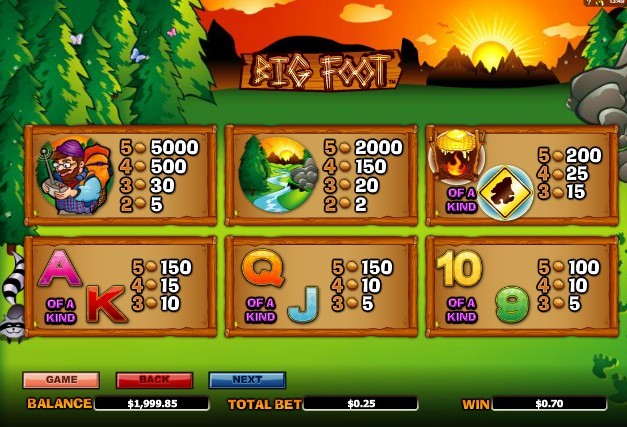 ? 13:49
BIG FOOT
5 5000
4 500
3 30
2 5
5 2000
4 150
3 20
2 2
OF A
KIND
5 200
4 25
3 15
A
K
OF A
KIND
5 150
4 15
3 10
Q
J
OF A
KIND
5 150
4 10
3 5
10
9
OF A
KIND
5 100
4 10
3 5
GAME BACK NEXT
BALANCE $1,999.85 TOTAL BET $0.25 WIN $0.70